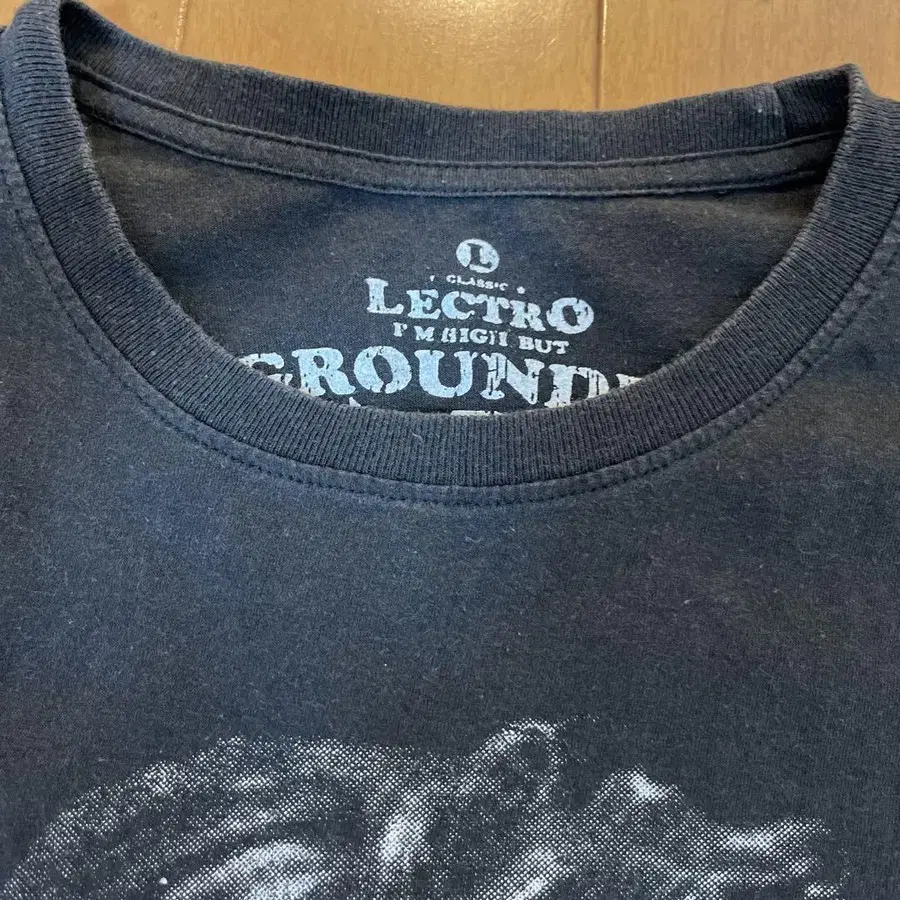 L
CLASSIC
LECTRO
I'M HIGH BUT
GROUND